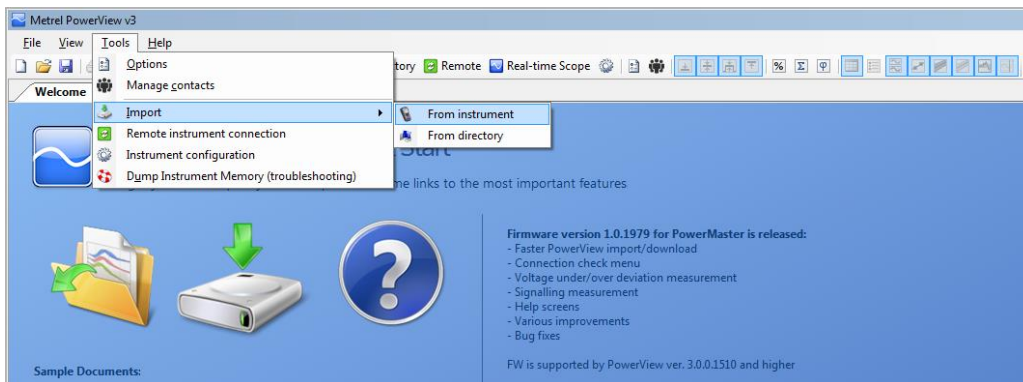 Metrel PowerView v3
File View Tools Help
tory Remote Real-time Scope % Σ φ
Welcome
Options
Manage contacts
Import
From instrument
From directory
Remote instrument connection
Instrument configuration
Dump Instrument Memory (troubleshooting)
Start
me links to the most important features
Firmware version 1.0.1979 for PowerMaster is released:
- Faster PowerView import/download
- Connection check menu
- Voltage under/over deviation measurement
- Signalling measurement
- Help screens
- Various improvements
- Bug fixes
FW is supported by PowerView ver. 3.0.0.1510 and higher
Sample Documents: